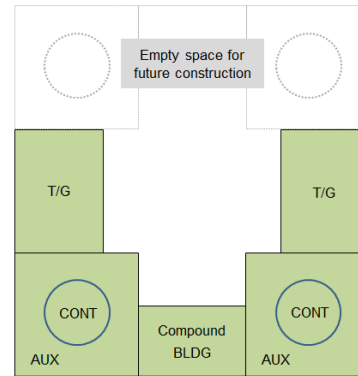 Empty space for
future construction
T/G
T/G
CONT
CONT
AUX
Compound
BLDG
AUX